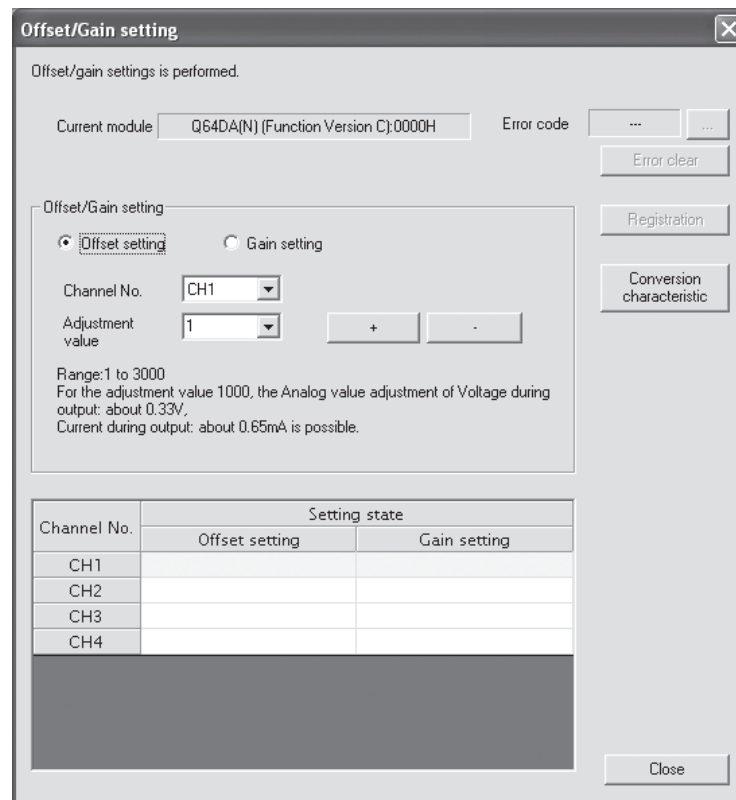 Offset/Gain setting
Offset/gain settings is performed.
Current module Q64DA(N) (Function Version C):0000H Error code --- ...
Error clear
Offset/Gain setting
Registration
Offset setting Gain setting
Channel No. CH1
Conversion
characteristic
Adjustment
value
1 + -
Range:1 to 3000
For the adjustment value 1000, the Analog value adjustment of Voltage during
output: about 0.33V,
Current during output: about 0.65mA is possible.
Channel No. Setting state
Offset setting Gain setting
CH1
CH2
CH3
CH4
Close